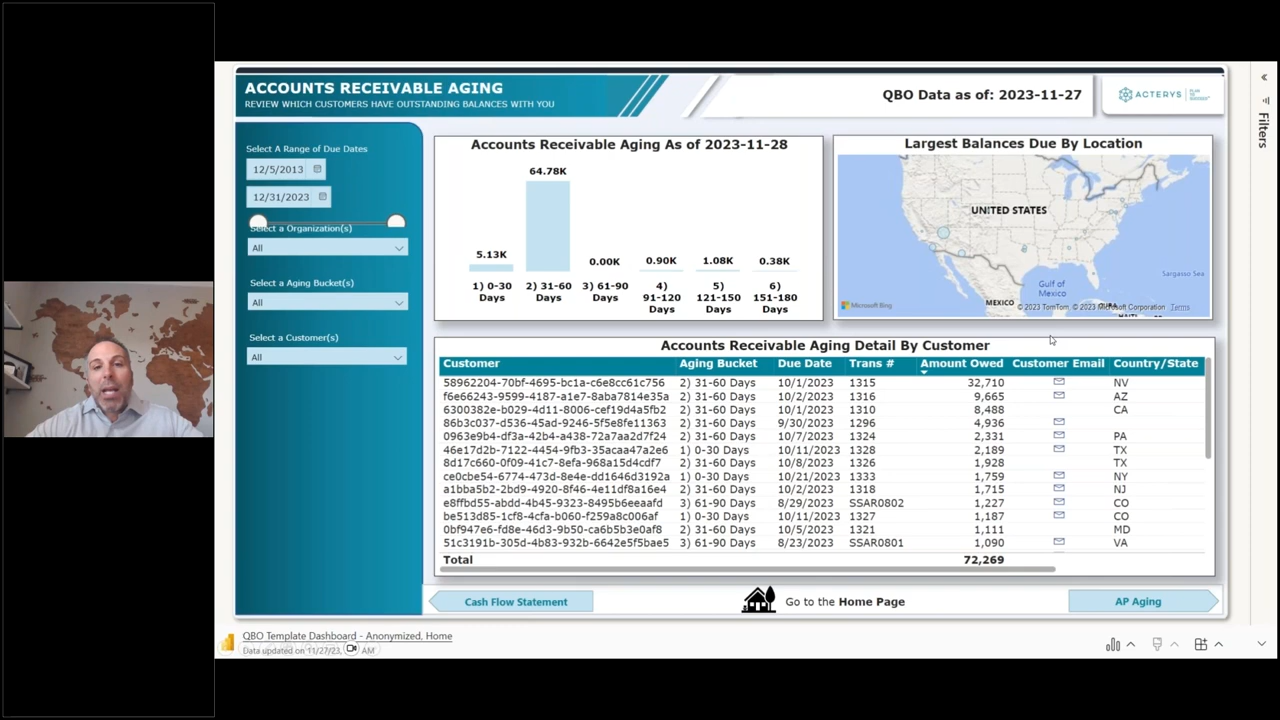 ACCOUNTS RECEIVABLE AGING
REVIEW WHICH CUSTOMERS HAVE OUTSTANDING BALANCES WITH YOU
QBO Data as of: 2023-11-27
ACTERYS
Filters
Select A Range of Due Dates
12/5/2013
12/31/2023
Select a Organization(s)
All
Select a Aging Bucket(s)
All
Select a Customer(s)
All
Accounts Receivable Aging As of 2023-11-28
64.78K
5.13K 0.00K 0.90K 1.08K 0.38K
1) 0-30 Days 2) 31-60 Days 3) 61-90 Days 4) 91-120 Days 5) 121-150 Days 6) 151-180 Days
Largest Balances Due By Location
UNITED STATES
Sargasso Sea
Gulf of Mexico
MEXICO
CUBA
HAITI
Microsoft Bing
© 2023 TomTom, © 2023 Microsoft Corporation Terms
Accounts Receivable Aging Detail By Customer
Customer Aging Bucket Due Date Trans # Amount Owed Customer Email Country/State
58962204-70bf-4695-bc1a-c6e8cc61c756 2) 31-60 Days 10/1/2023 1315 32,710 NV
f6e66243-9599-4187-a1e7-8aba7814e35a 2) 31-60 Days 10/2/2023 1316 9,665 AZ
6300382e-b029-4d11-8006-cef19d4a5fb2 2) 31-60 Days 10/1/2023 1310 8,488 CA
86b3c037-d536-45ad-9246-5f5e8fe11363 2) 31-60 Days 9/30/2023 1296 4,936
0963e9b4-df3a-42b4-a438-72a7aa2d7f24 2) 31-60 Days 10/7/2023 1324 2,331 PA
46e17d2b-7122-4454-9fb3-35acaa47a2e6 1) 0-30 Days 10/11/2023 1328 2,189 TX
8d17c660-0f09-41c7-8efa-968a15d4cdf7 2) 31-60 Days 10/8/2023 1326 1,928 TX
ce0cbe54-6774-473d-8e4e-dd1646d3192a 1) 0-30 Days 10/21/2023 1333 1,759 NY
a1bba5b2-2bd9-4920-8f46-4e11df8a16e4 2) 31-60 Days 10/2/2023 1318 1,715 NJ
e8ffbd55-abdd-4b45-9323-8495b6eeaafd 3) 61-90 Days 8/29/2023 SSAR0802 1,227 CO
be513d85-1cf8-4cfa-b060-f259a8c006af 1) 0-30 Days 10/11/2023 1327 1,187 CO
0bf947e6-fd8e-46d3-9b50-ca6b5b3e0af8 2) 31-60 Days 10/5/2023 1321 1,111 MD
51c3191b-305d-4b83-932b-6642e5f5bae5 3) 61-90 Days 8/23/2023 SSAR0801 1,090 VA
Total 72,269
Cash Flow Statement
Go to the Home Page
AP Aging
QBO Template Dashboard - Anonymized, Home
Data updated on 11/27/23, AM